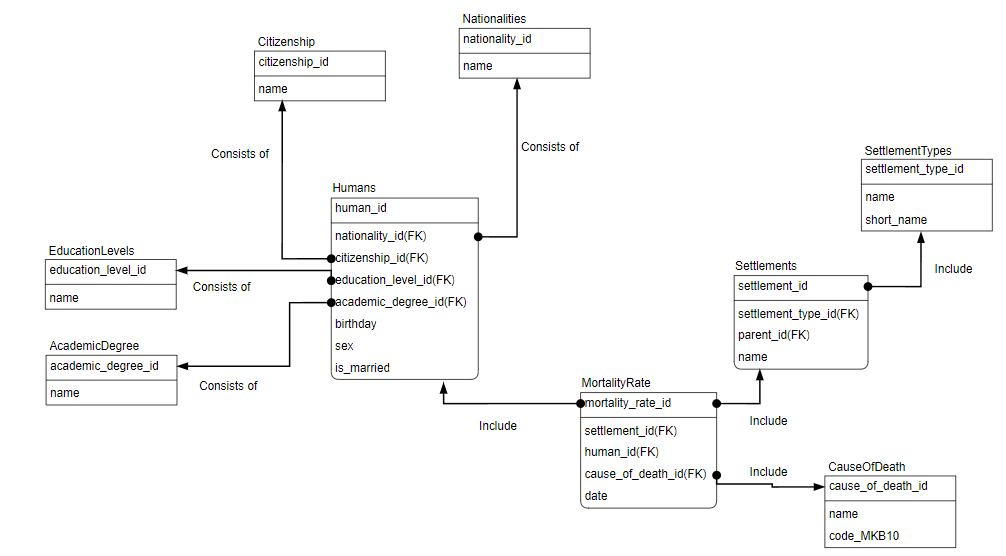 Nationalities
nationality_id
name
Citizenship
citizenship_id
name
Consists of
Consists of
SettlementTypes
settlement_type_id
name
short_name
Humans
human_id
nationality_id(FK)
citizenship_id(FK)
education_level_id(FK)
academic_degree_id(FK)
birthday
sex
is_married
EducationLevels
education_level_id
name
Consists of
Include
Settlements
settlement_id
settlement_type_id(FK)
parent_id(FK)
name
AcademicDegree
academic_degree_id
name
Consists of
MortalityRate
mortality_rate_id
settlement_id(FK)
human_id(FK)
cause_of_death_id(FK)
date
Include
Include
Include
CauseOfDeath
cause_of_death_id
name
code_MKB10